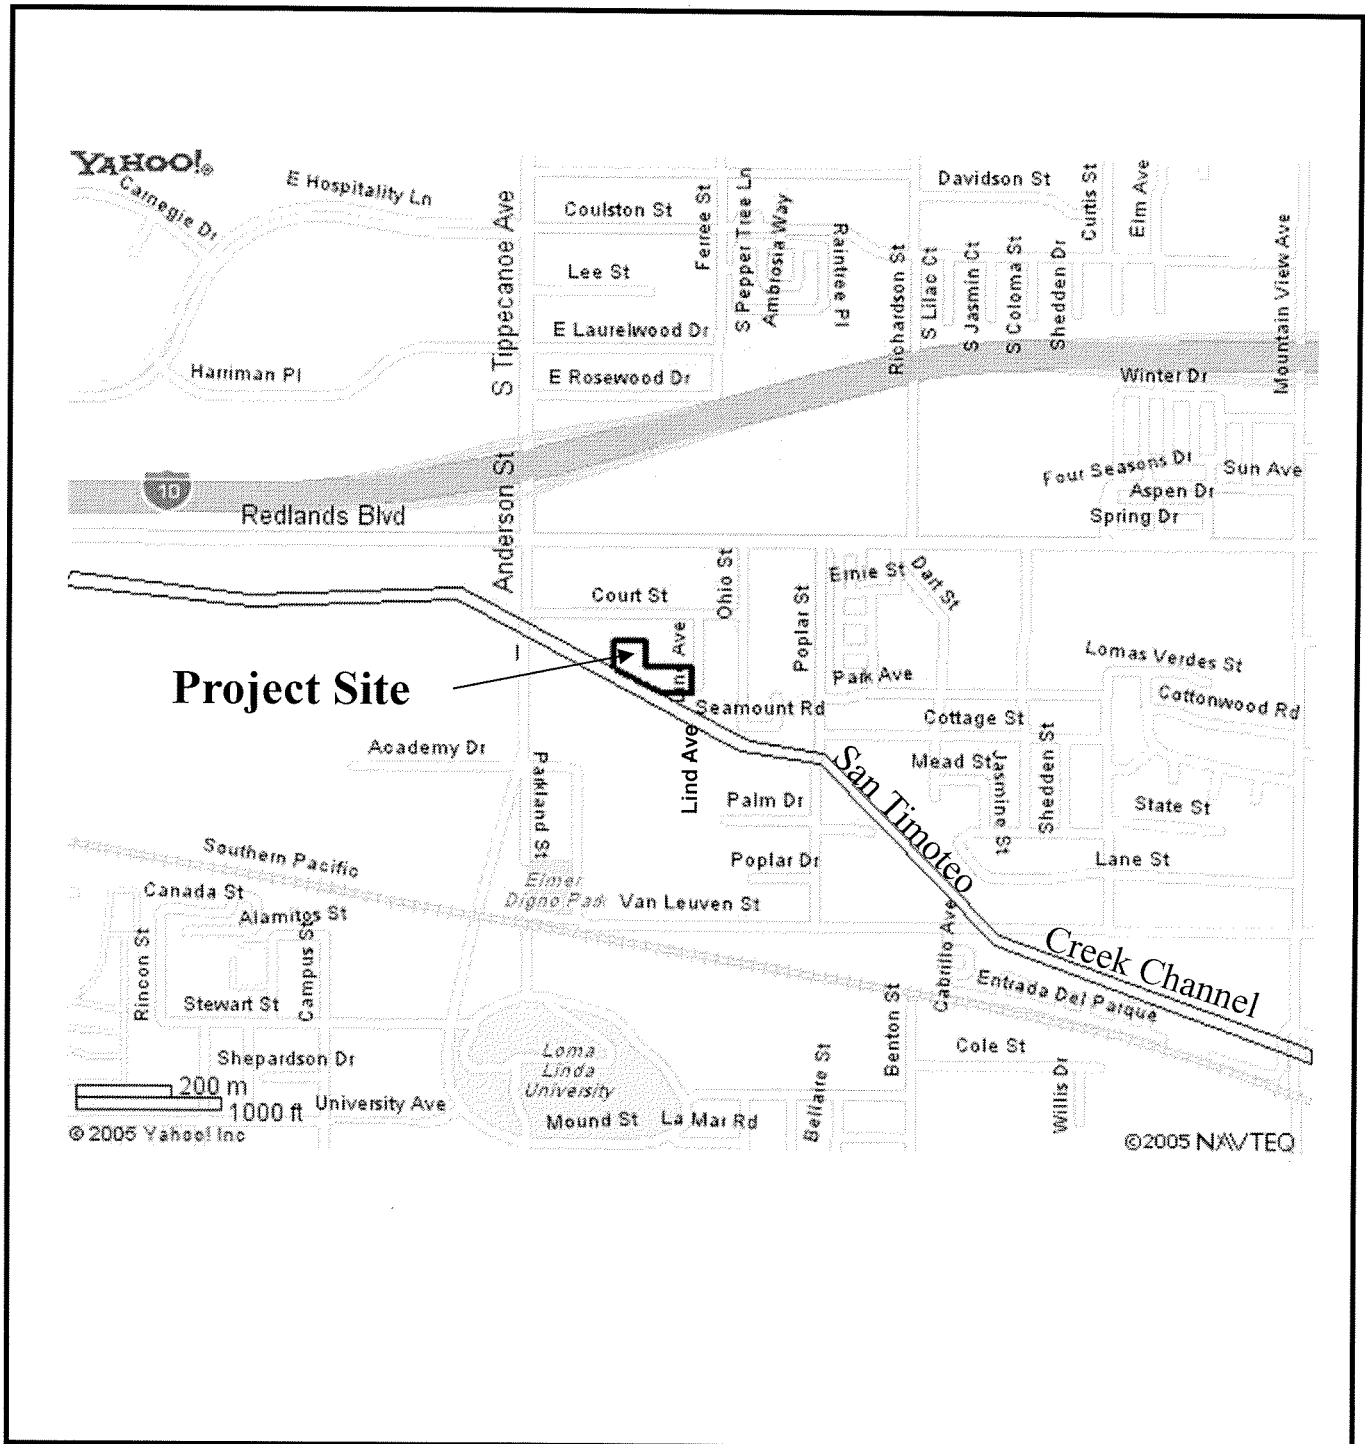 YAHOO!®
Carnegie Dr
E Hospitality Ln
S Tippecanoe Ave
Coulston St
Ferree St
S Pepper Tree Ln
Ambrosia Way
Raintree Pl
Richardson St
Davidson St
Curtis St
Elm Ave
Mountain View Ave
Lee St
S Lilac Ct
S Jasmin Ct
S Coloma St
Shedden Dr
E Laurelwood Dr
Harriman Pl
E Rosewood Dr
Winter Dr
Four Seasons Dr
Sun Ave
Aspen Dr
Spring Dr
10
Redlands Blvd
Anderson St
Court St
Ohio St
Poplar St
Ernie St
Dart St
Ave
Lomas Verdes St
Project Site
Park Ave
Cottonwood Rd
Seamount Rd
Cottage St
Academy Dr
Parkland St
Lind Ave
San Timoteo
Mead St
Jasmine St
Shedden St
Palm Dr
State St
Southern Pacific
Poplar Dr
Lane St
Canada St
Elmer
Digno Park
Van Leuven St
Alamitos St
Campus St
Rincon St
Cabrillo Ave
Creek Channel
Entrada Del Parque
Stewart St
Benton St
Shepardson Dr
Loma
Linda
University
Cole St
Bellaire St
Willis Dr
200 m
1000 ft
University Ave
Mound St
La Mar Rd
© 2005 Yahoo! Inc
©2005 NAVTEQ